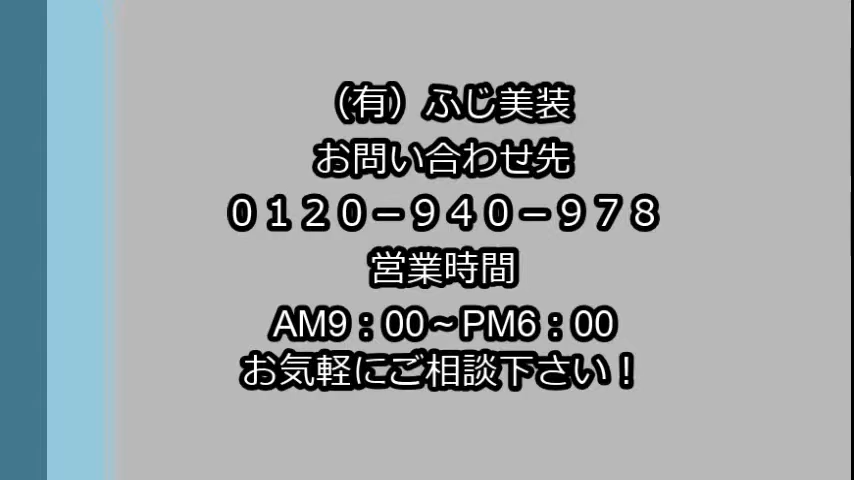 （有）ふじ美装
お問い合わせ先
０１２０－９４０－９７８
営業時間
AM9：00～PM6：00
お気軽にご相談下さい！